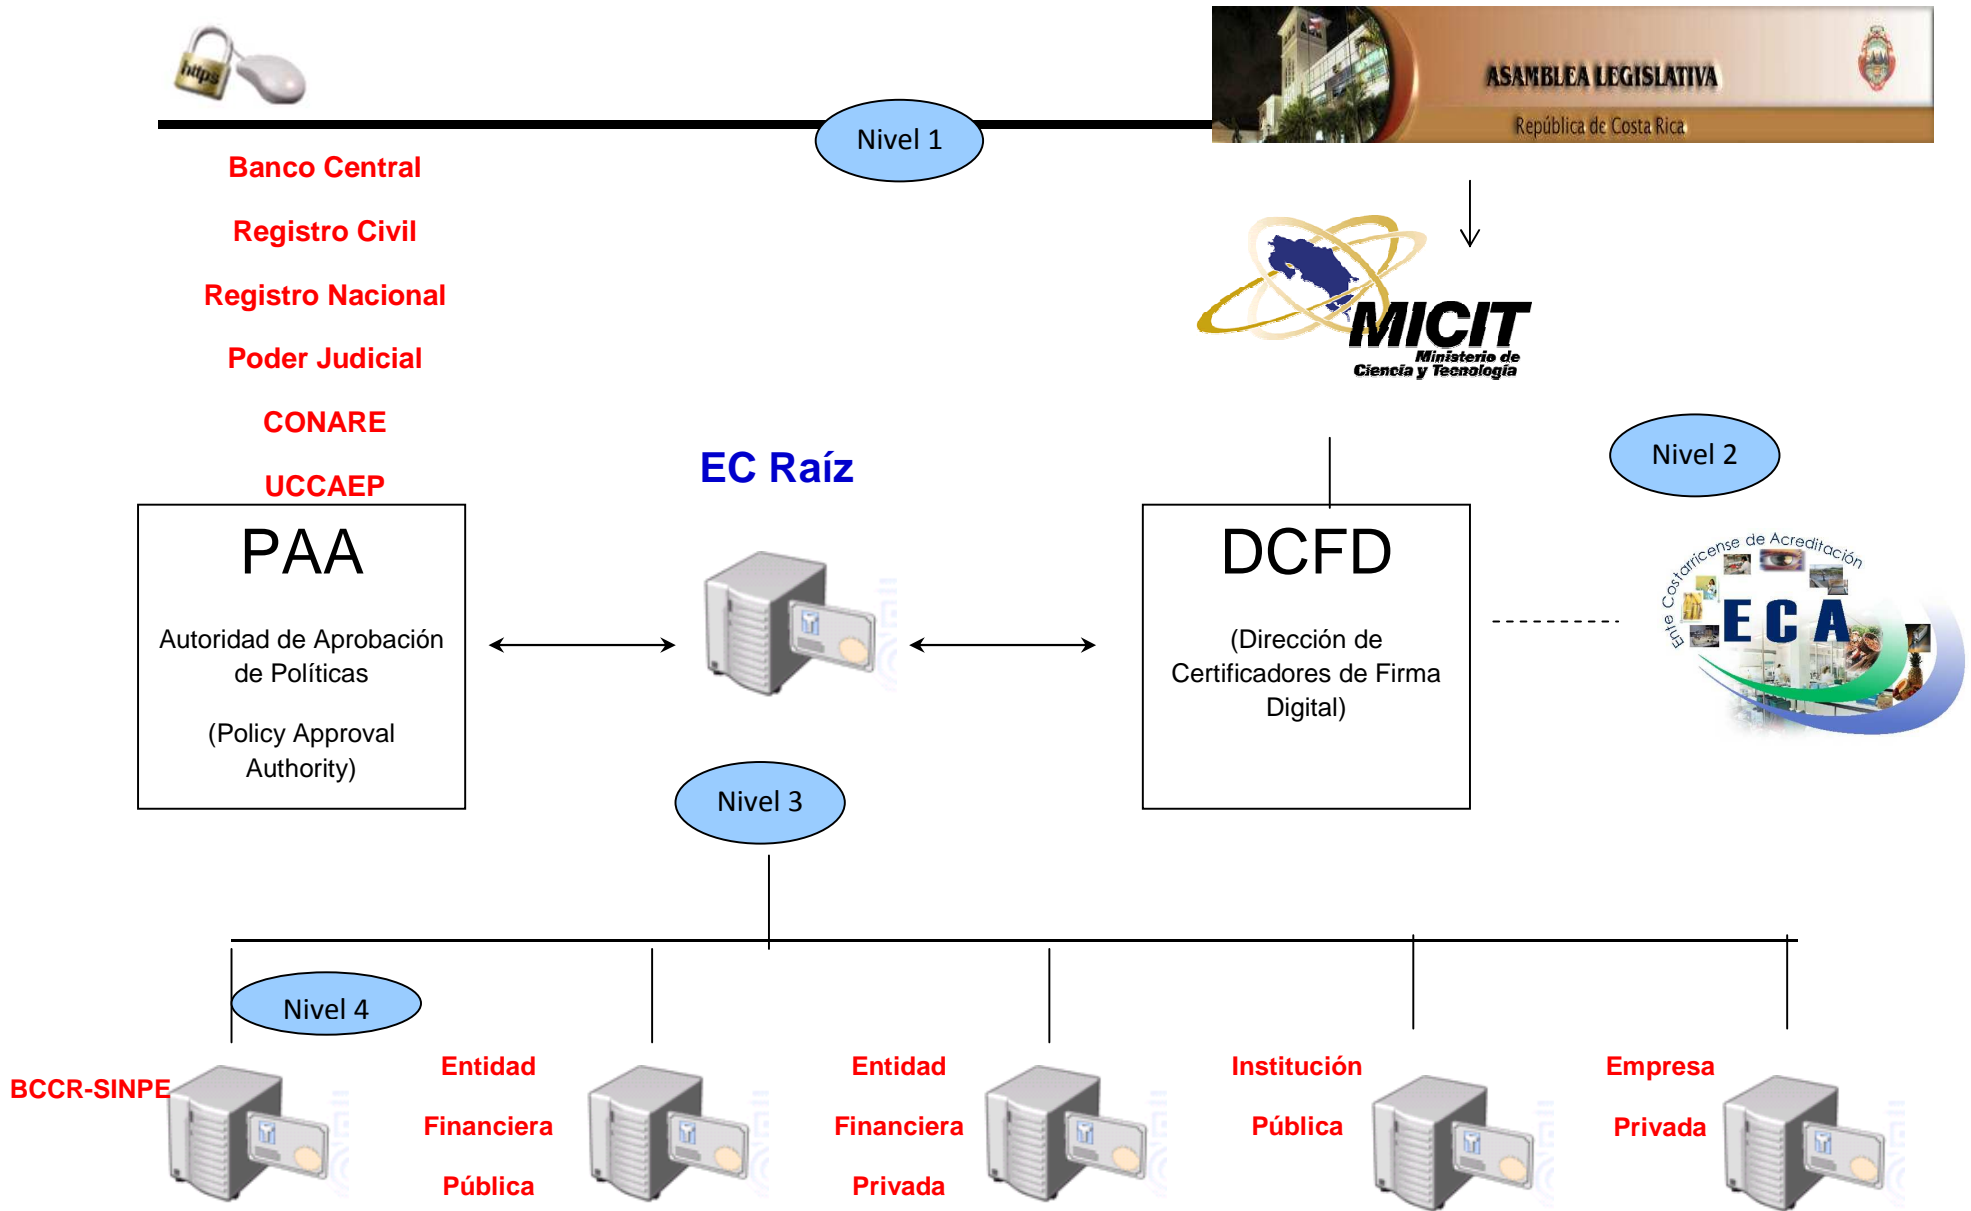 https
ASAMBLEA LEGISLATIVA
República de Costa Rica
Nivel 1
Banco Central
Registro Civil
Registro Nacional
Poder Judicial
CONARE
UCCAEP
MICIT
Ministerio de
Ciencia y Tecnología
Nivel 2
EC Raíz
PAA
Autoridad de Aprobación
de Políticas
(Policy Approval
Authority)
DCFD
(Dirección de
Certificadores de Firma
Digital)
Ente Costarricense de Acreditación
ECA
Nivel 3
Nivel 4
BCCR-SINPE
Entidad
Financiera
Pública
Entidad
Financiera
Privada
Institución
Pública
Empresa
Privada